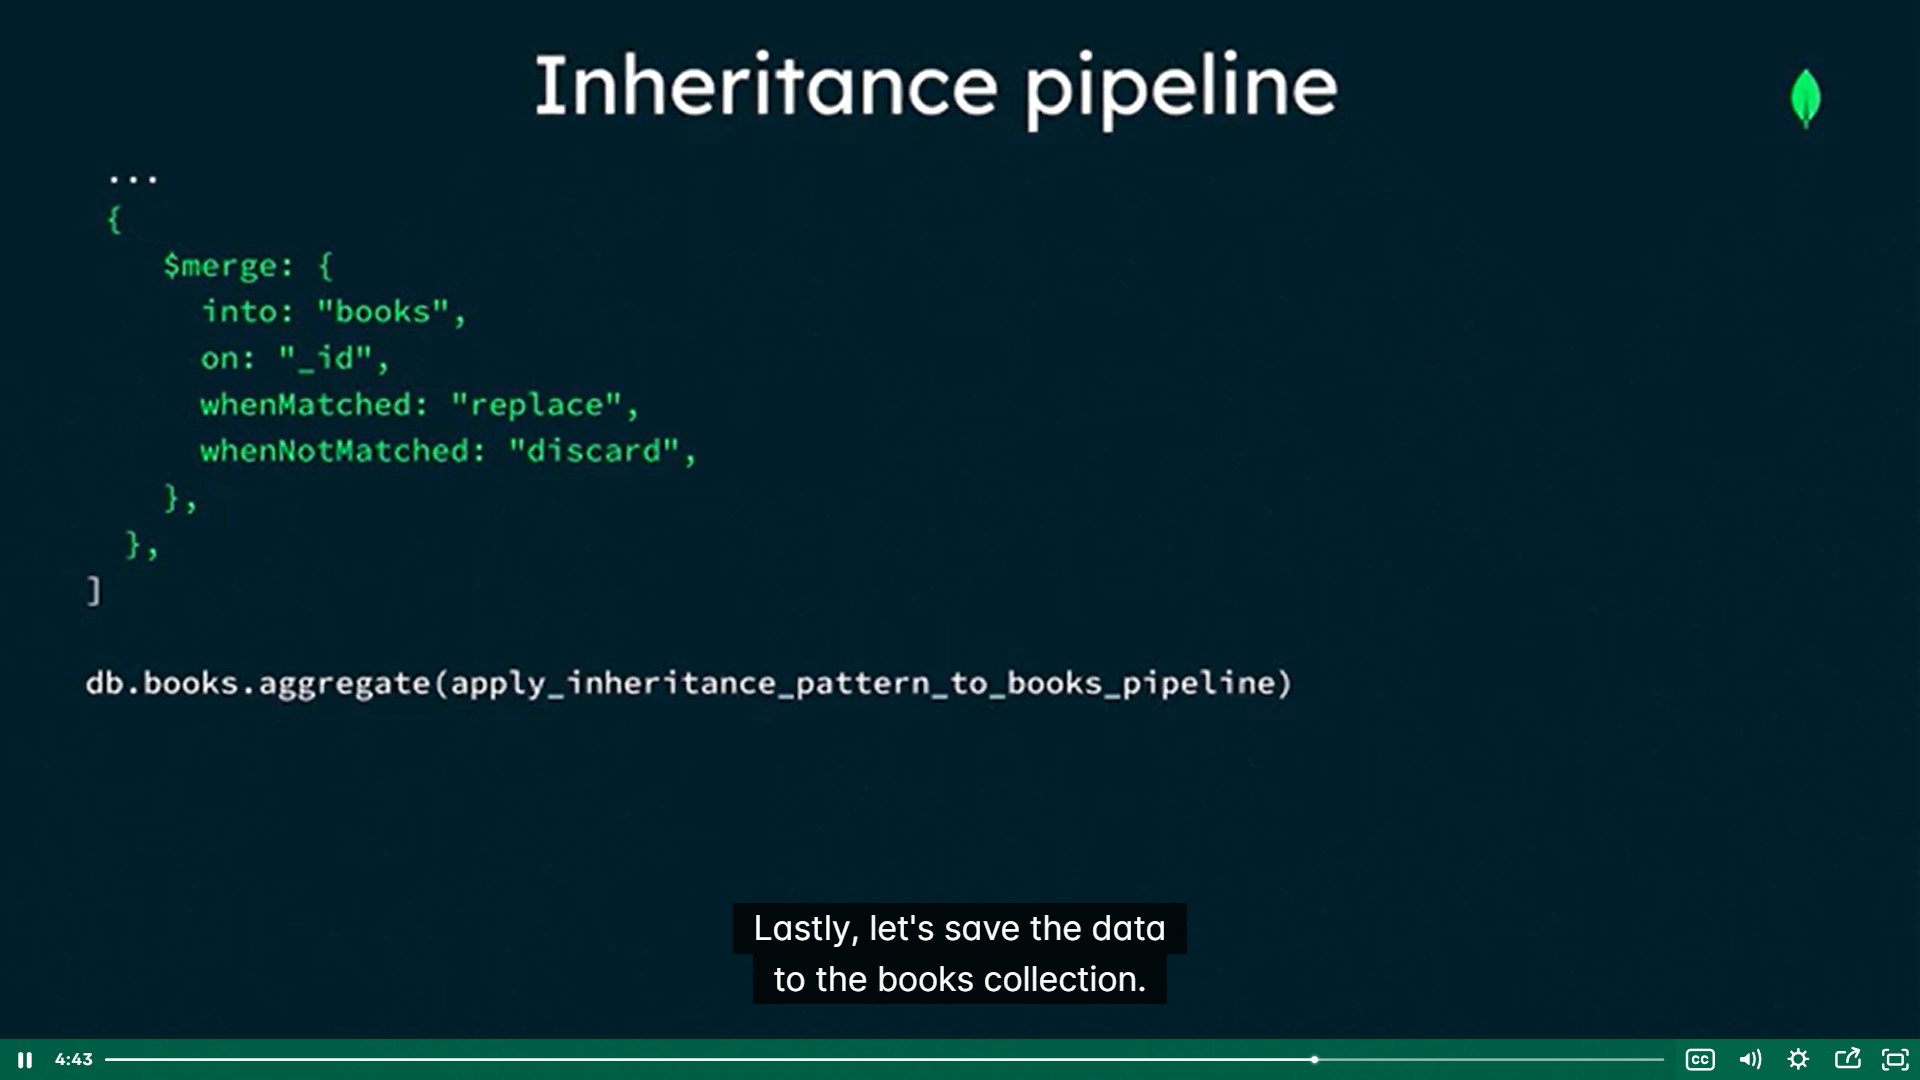 Inheritance pipeline
...
{
$merge: {
into: "books",
on: "_id",
whenMatched: "replace",
whenNotMatched: "discard",
},
},
]
db.books.aggregate(apply_inheritance_pattern_to_books_pipeline)
Lastly, let's save the data
to the books collection.
4:43
CC